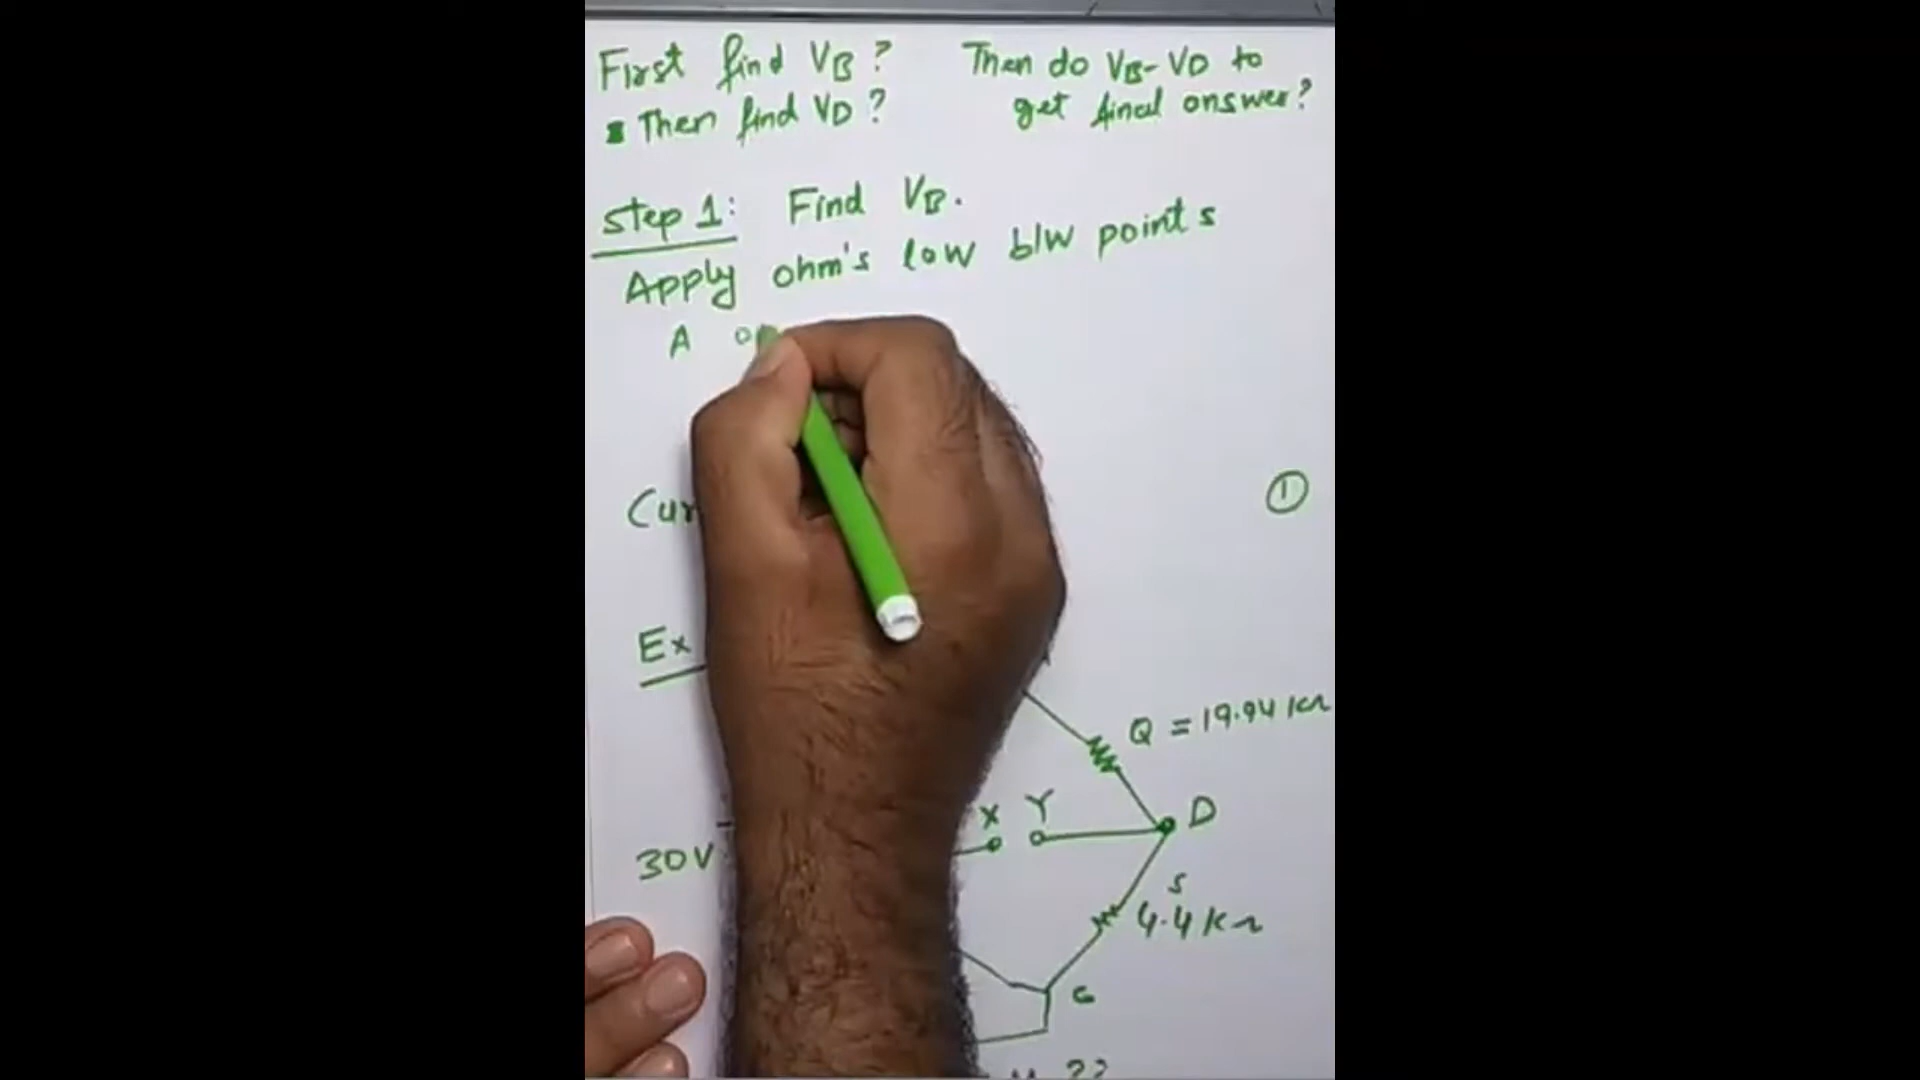 First find VB?
Then find VD?
Then do VB-VD to
get final answer?
Step 1: Find VB.
Apply ohm's low b/w points
A
①
Ex
Q = 19.94 KΩ
X Y
D
30V
S
4.4 KΩ
C
??